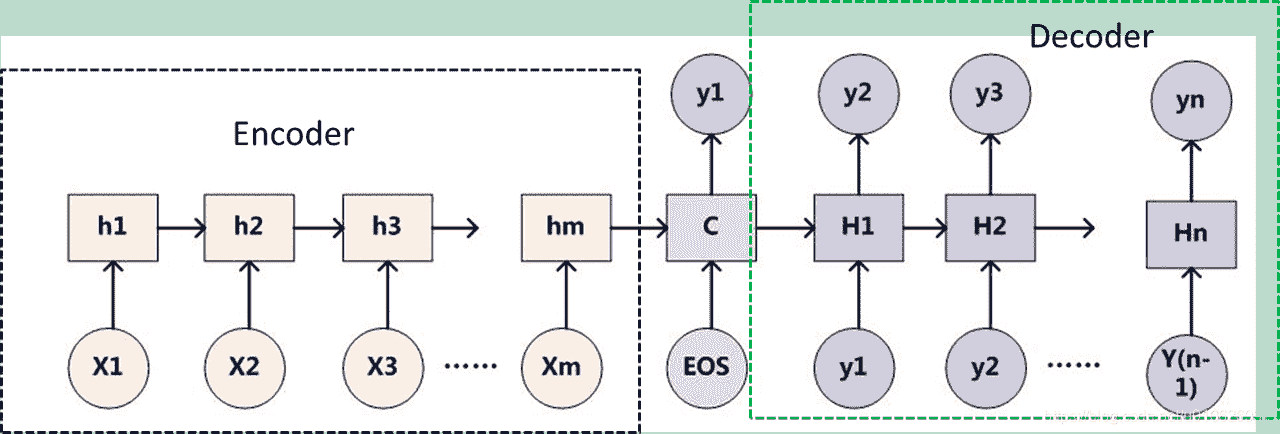 Decoder
Encoder
y1 y2 y3 yn
h1 h2 h3 hm C H1 H2 Hn
X1 X2 X3 …… Xm EOS y1 y2 …… Y(n-
1)